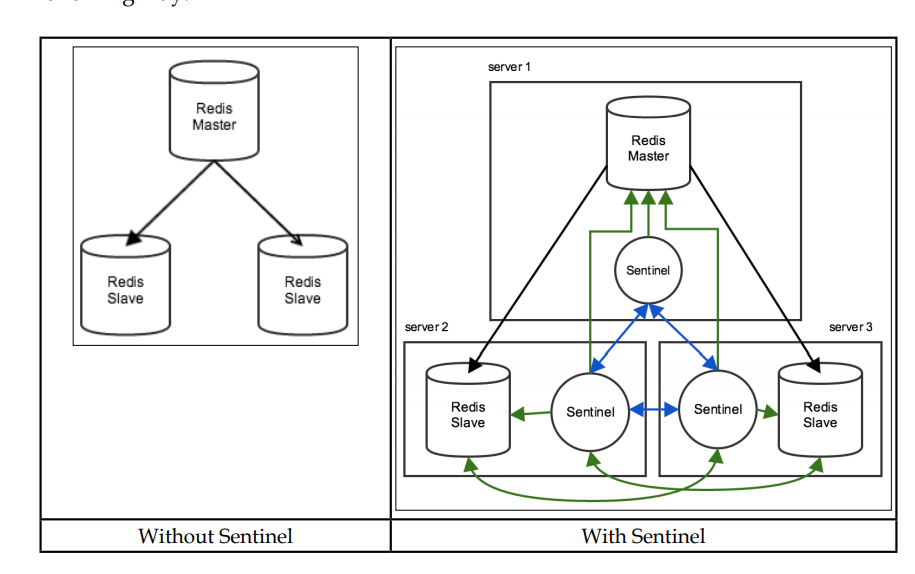 Redis
Master
Redis
Slave
Redis
Slave
Without Sentinel
server 1
Redis
Master
Sentinel
server 2
server 3
Redis
Slave
Sentinel
Sentinel
Redis
Slave
With Sentinel